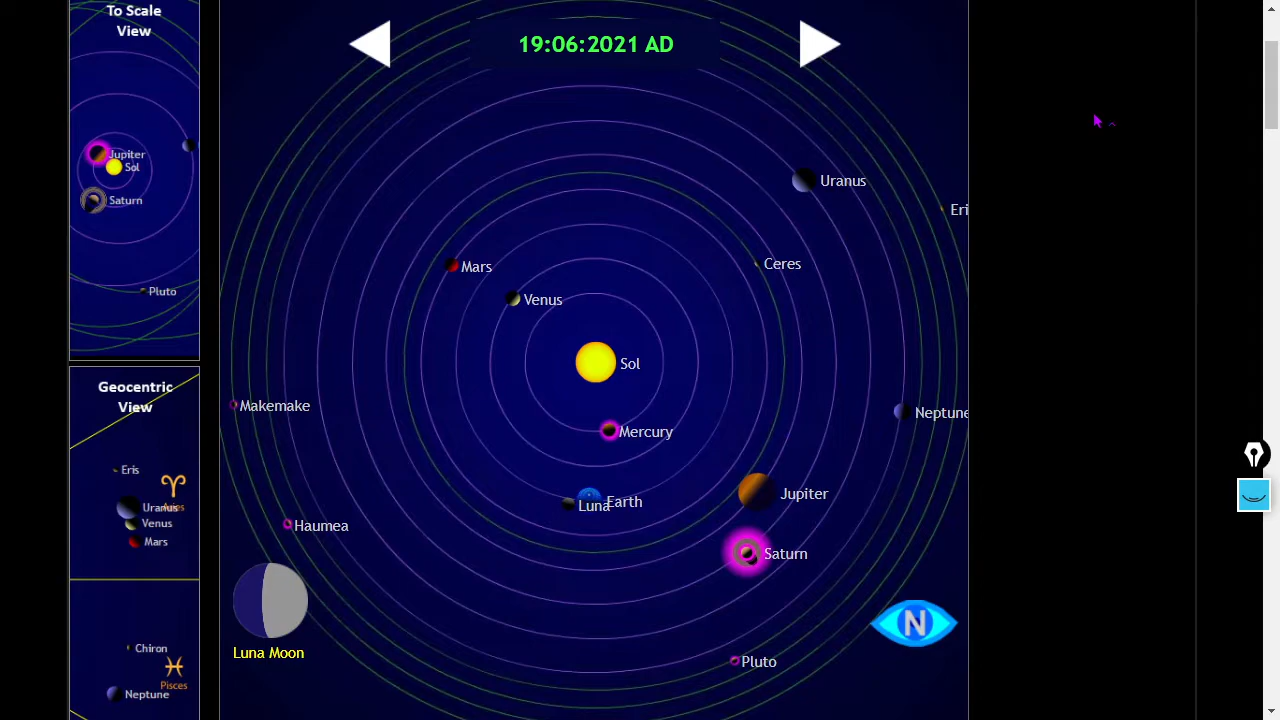 To Scale
View
Jupiter
Sol
Saturn
Pluto
Geocentric
View
Eris
Uranus
Aries
Venus
Mars
Chiron
Pisces
Neptune
19:06:2021 AD
Uranus
Eri
Mars
Ceres
Venus
Sol
Makemake
Neptune
Mercury
Jupiter
Luna
Earth
Haumea
Saturn
Luna Moon
N
Pluto